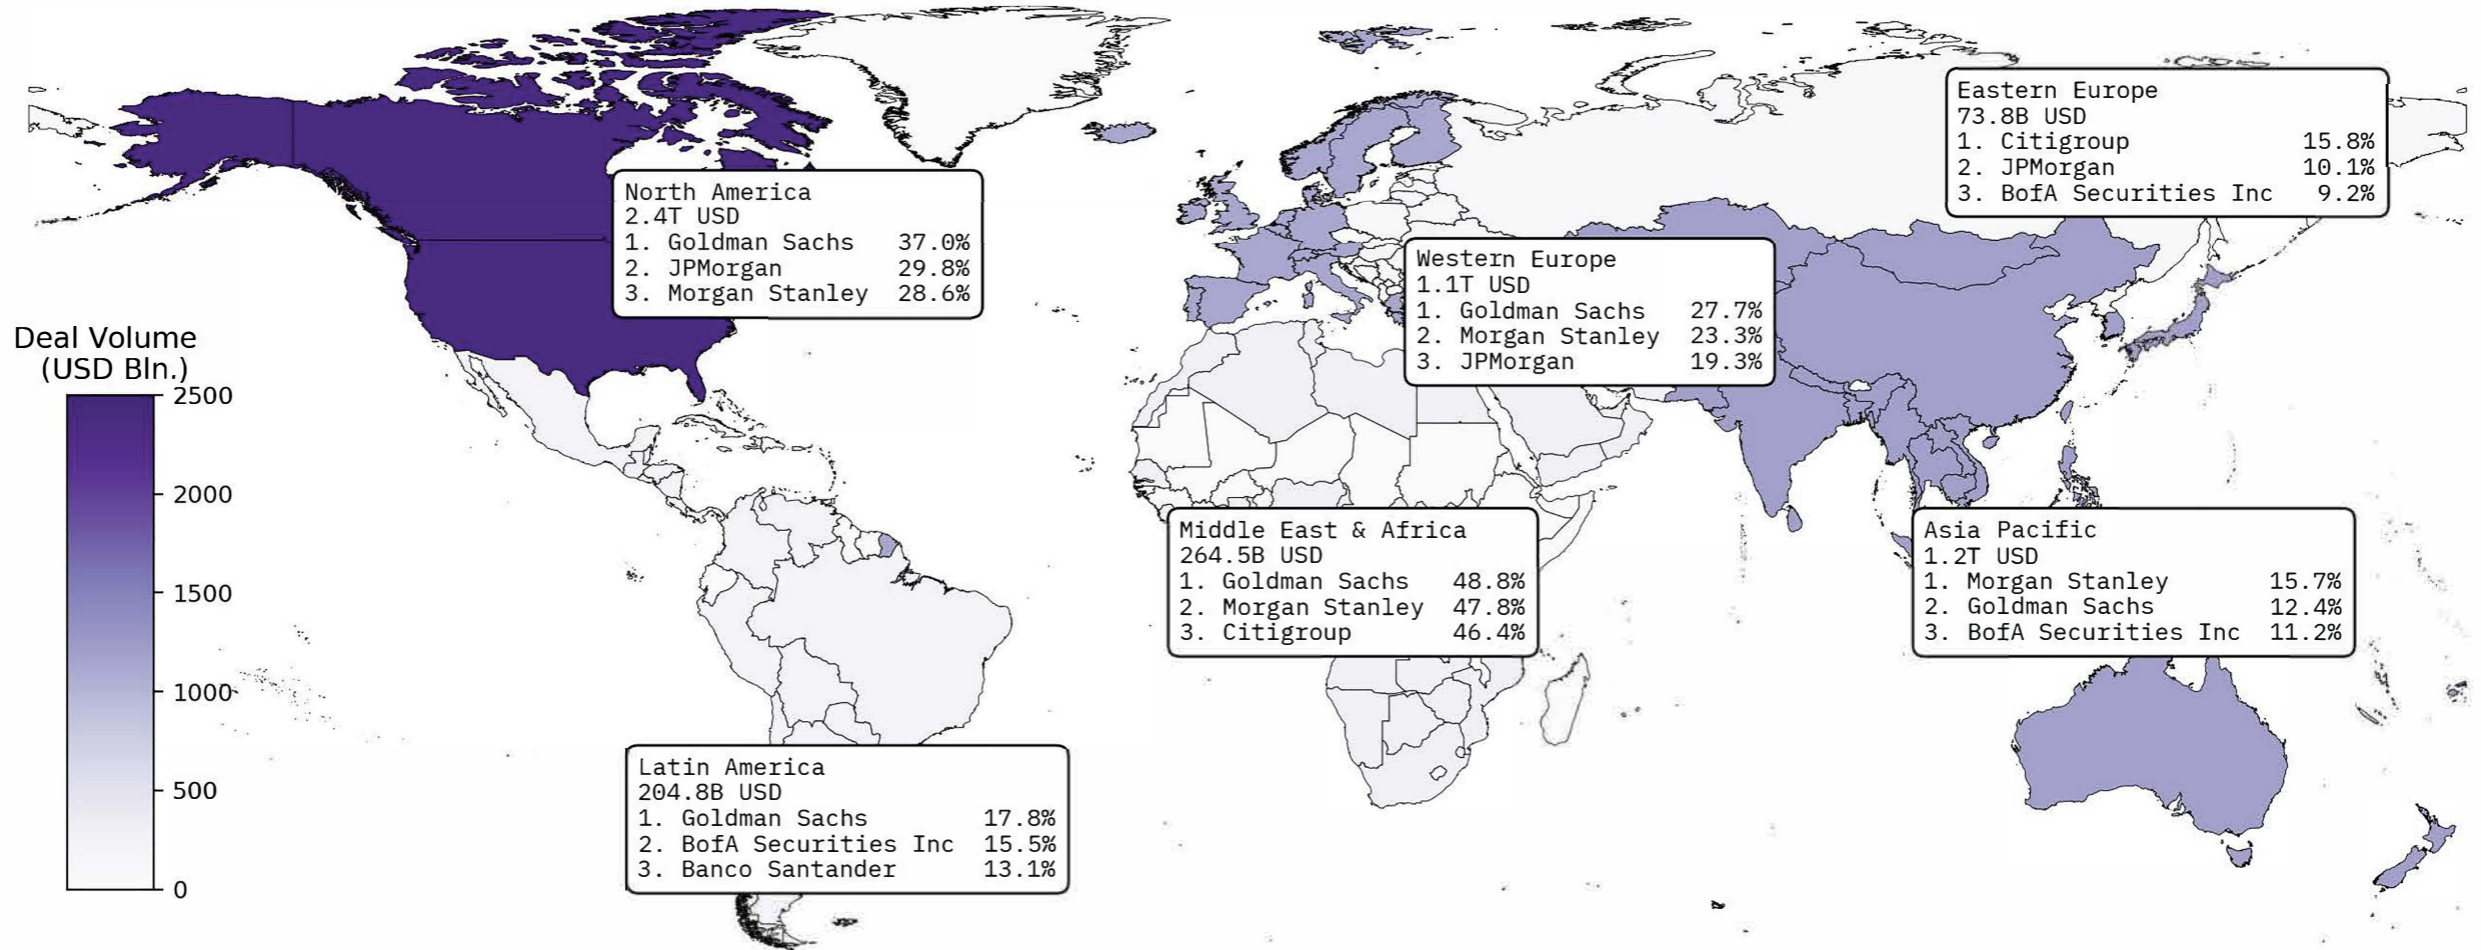 Eastern Europe
73.8B USD
1. Citigroup 15.8%
2. JPMorgan 10.1%
3. BofA Securities Inc 9.2%
North America
2.4T USD
1. Goldman Sachs 37.0%
2. JPMorgan 29.8%
3. Morgan Stanley 28.6%
Western Europe
1.1T USD
1. Goldman Sachs 27.7%
2. Morgan Stanley 23.3%
3. JPMorgan 19.3%
Deal Volume
(USD Bln.)
2500
2000
1500
1000
500
0
Middle East & Africa
264.5B USD
1. Goldman Sachs 48.8%
2. Morgan Stanley 47.8%
3. Citigroup 46.4%
Asia Pacific
1.2T USD
1. Morgan Stanley 15.7%
2. Goldman Sachs 12.4%
3. BofA Securities Inc 11.2%
Latin America
204.8B USD
1. Goldman Sachs 17.8%
2. BofA Securities Inc 15.5%
3. Banco Santander 13.1%